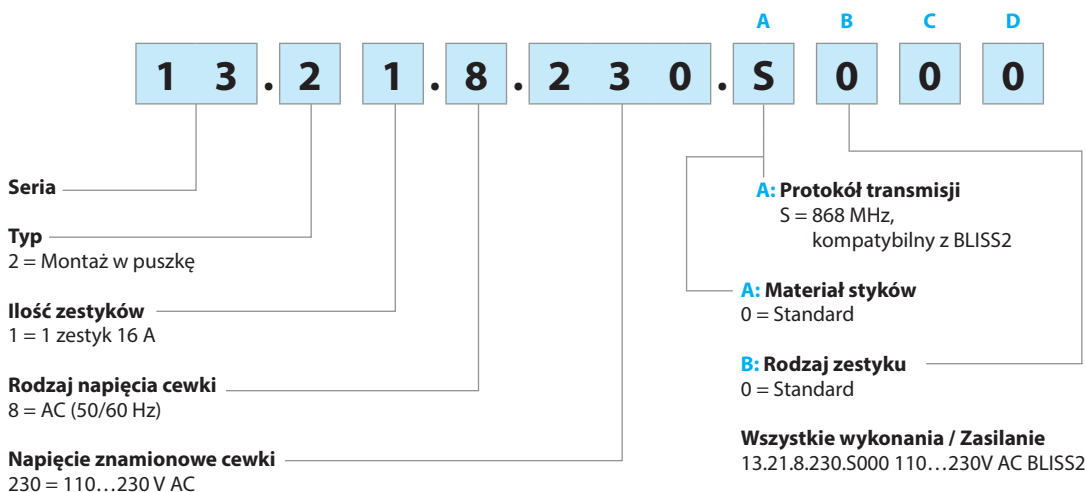 A B C D
1 3 . 2 1 . 8 . 2 3 0 . S 0 0 0
Seria
Typ
2 = Montaż w puszkę
Ilość zestyków
1 = 1 zestyk 16 A
Rodzaj napięcia cewki
8 = AC (50/60 Hz)
Napięcie znamionowe cewki
230 = 110…230 V AC
A: Protokół transmisji
S = 868 MHz,
kompatybilny z BLISS2
A: Materiał styków
0 = Standard
B: Rodzaj zestyku
0 = Standard
Wszystkie wykonania / Zasilanie
13.21.8.230.S000 110…230V AC BLISS2